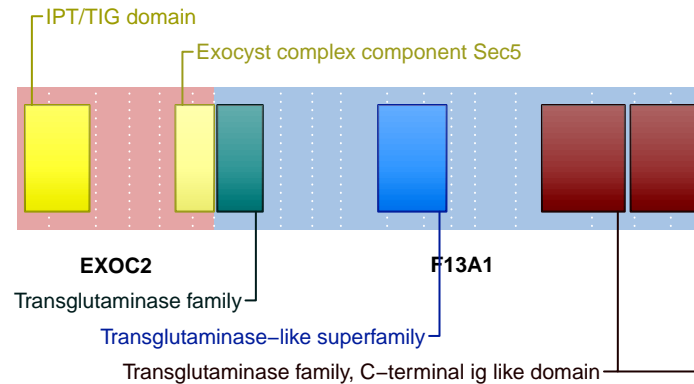 IPT/TIG domain
Exocyst complex component Sec5
EXOC2
F13A1
Transglutaminase family
Transglutaminase−like superfamily
Transglutaminase family, C−terminal ig like domain